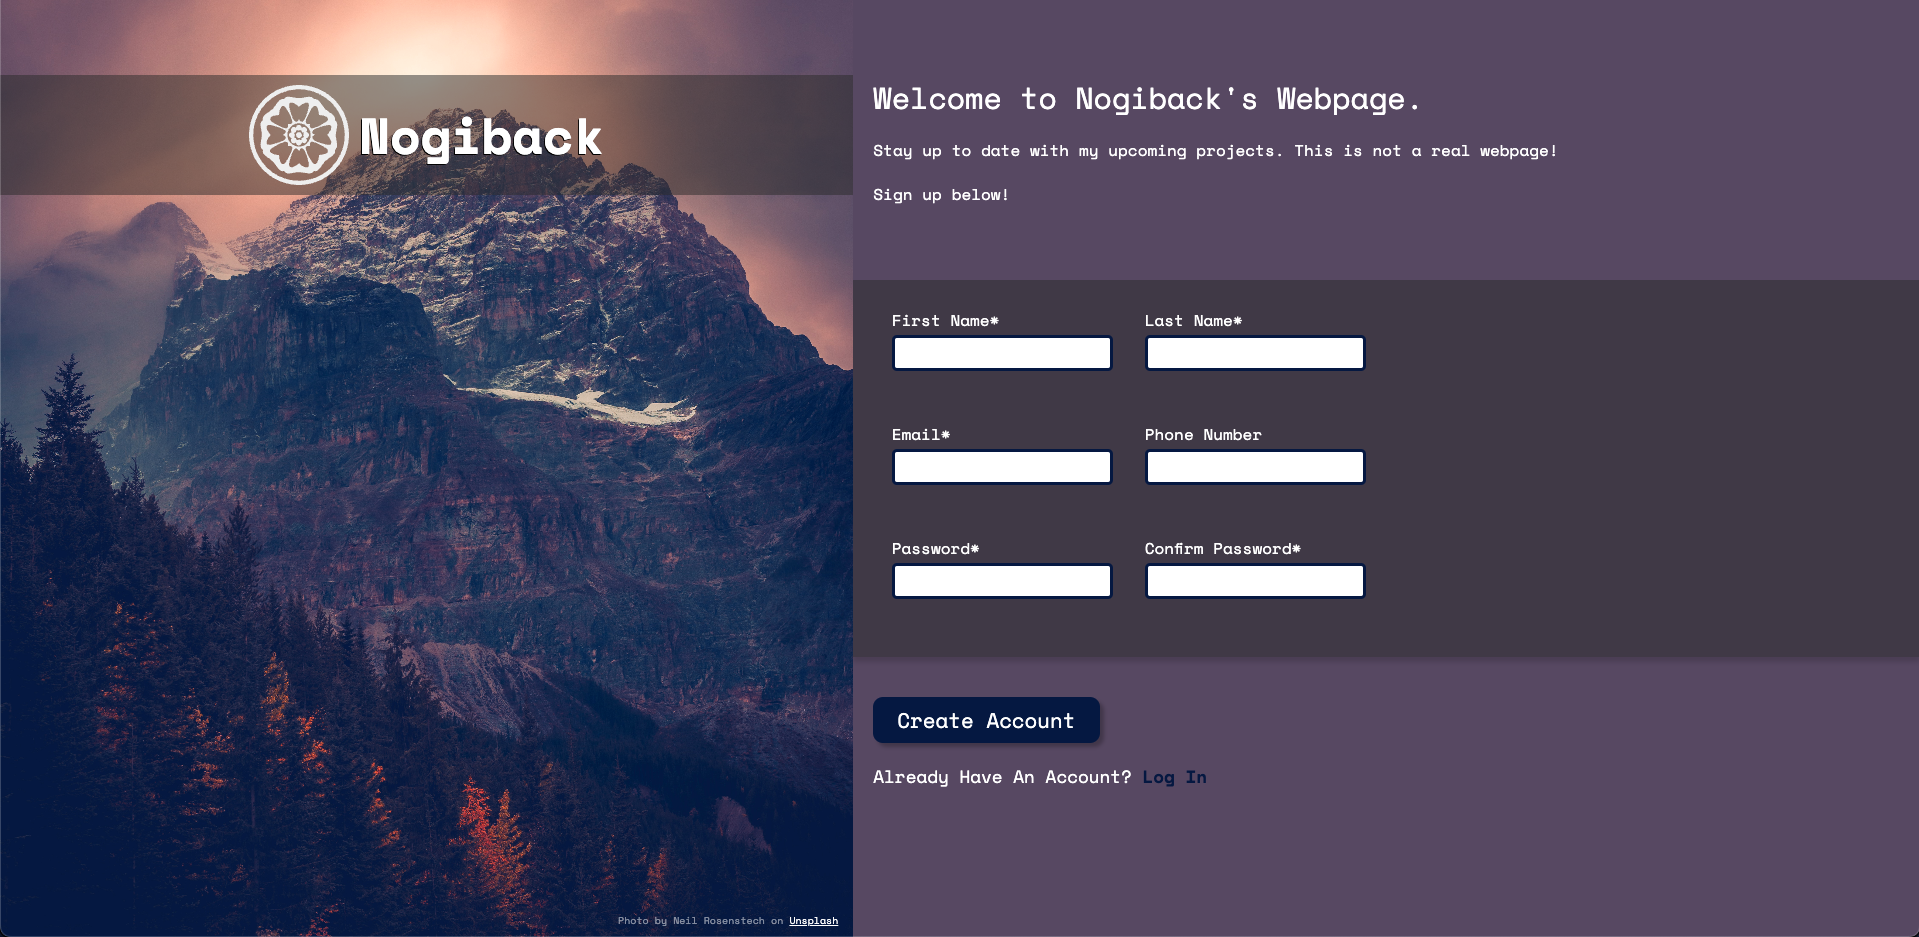 Nogiback
Photo by Neil Rosenstech on Unsplash
Welcome to Nogiback's Webpage.
Stay up to date with my upcoming projects. This is not a real webpage!
Sign up below!
First Name* Last Name*
Email* Phone Number
Password* Confirm Password*
Create Account
Already Have An Account? Log In